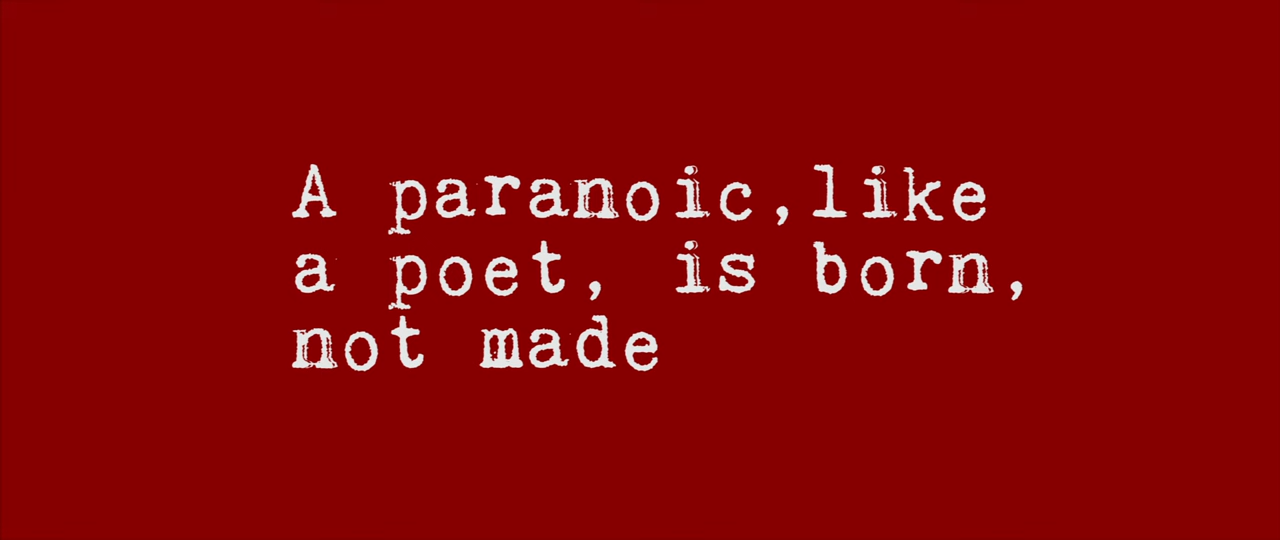 A paranoic,like
a poet, is born,
not made